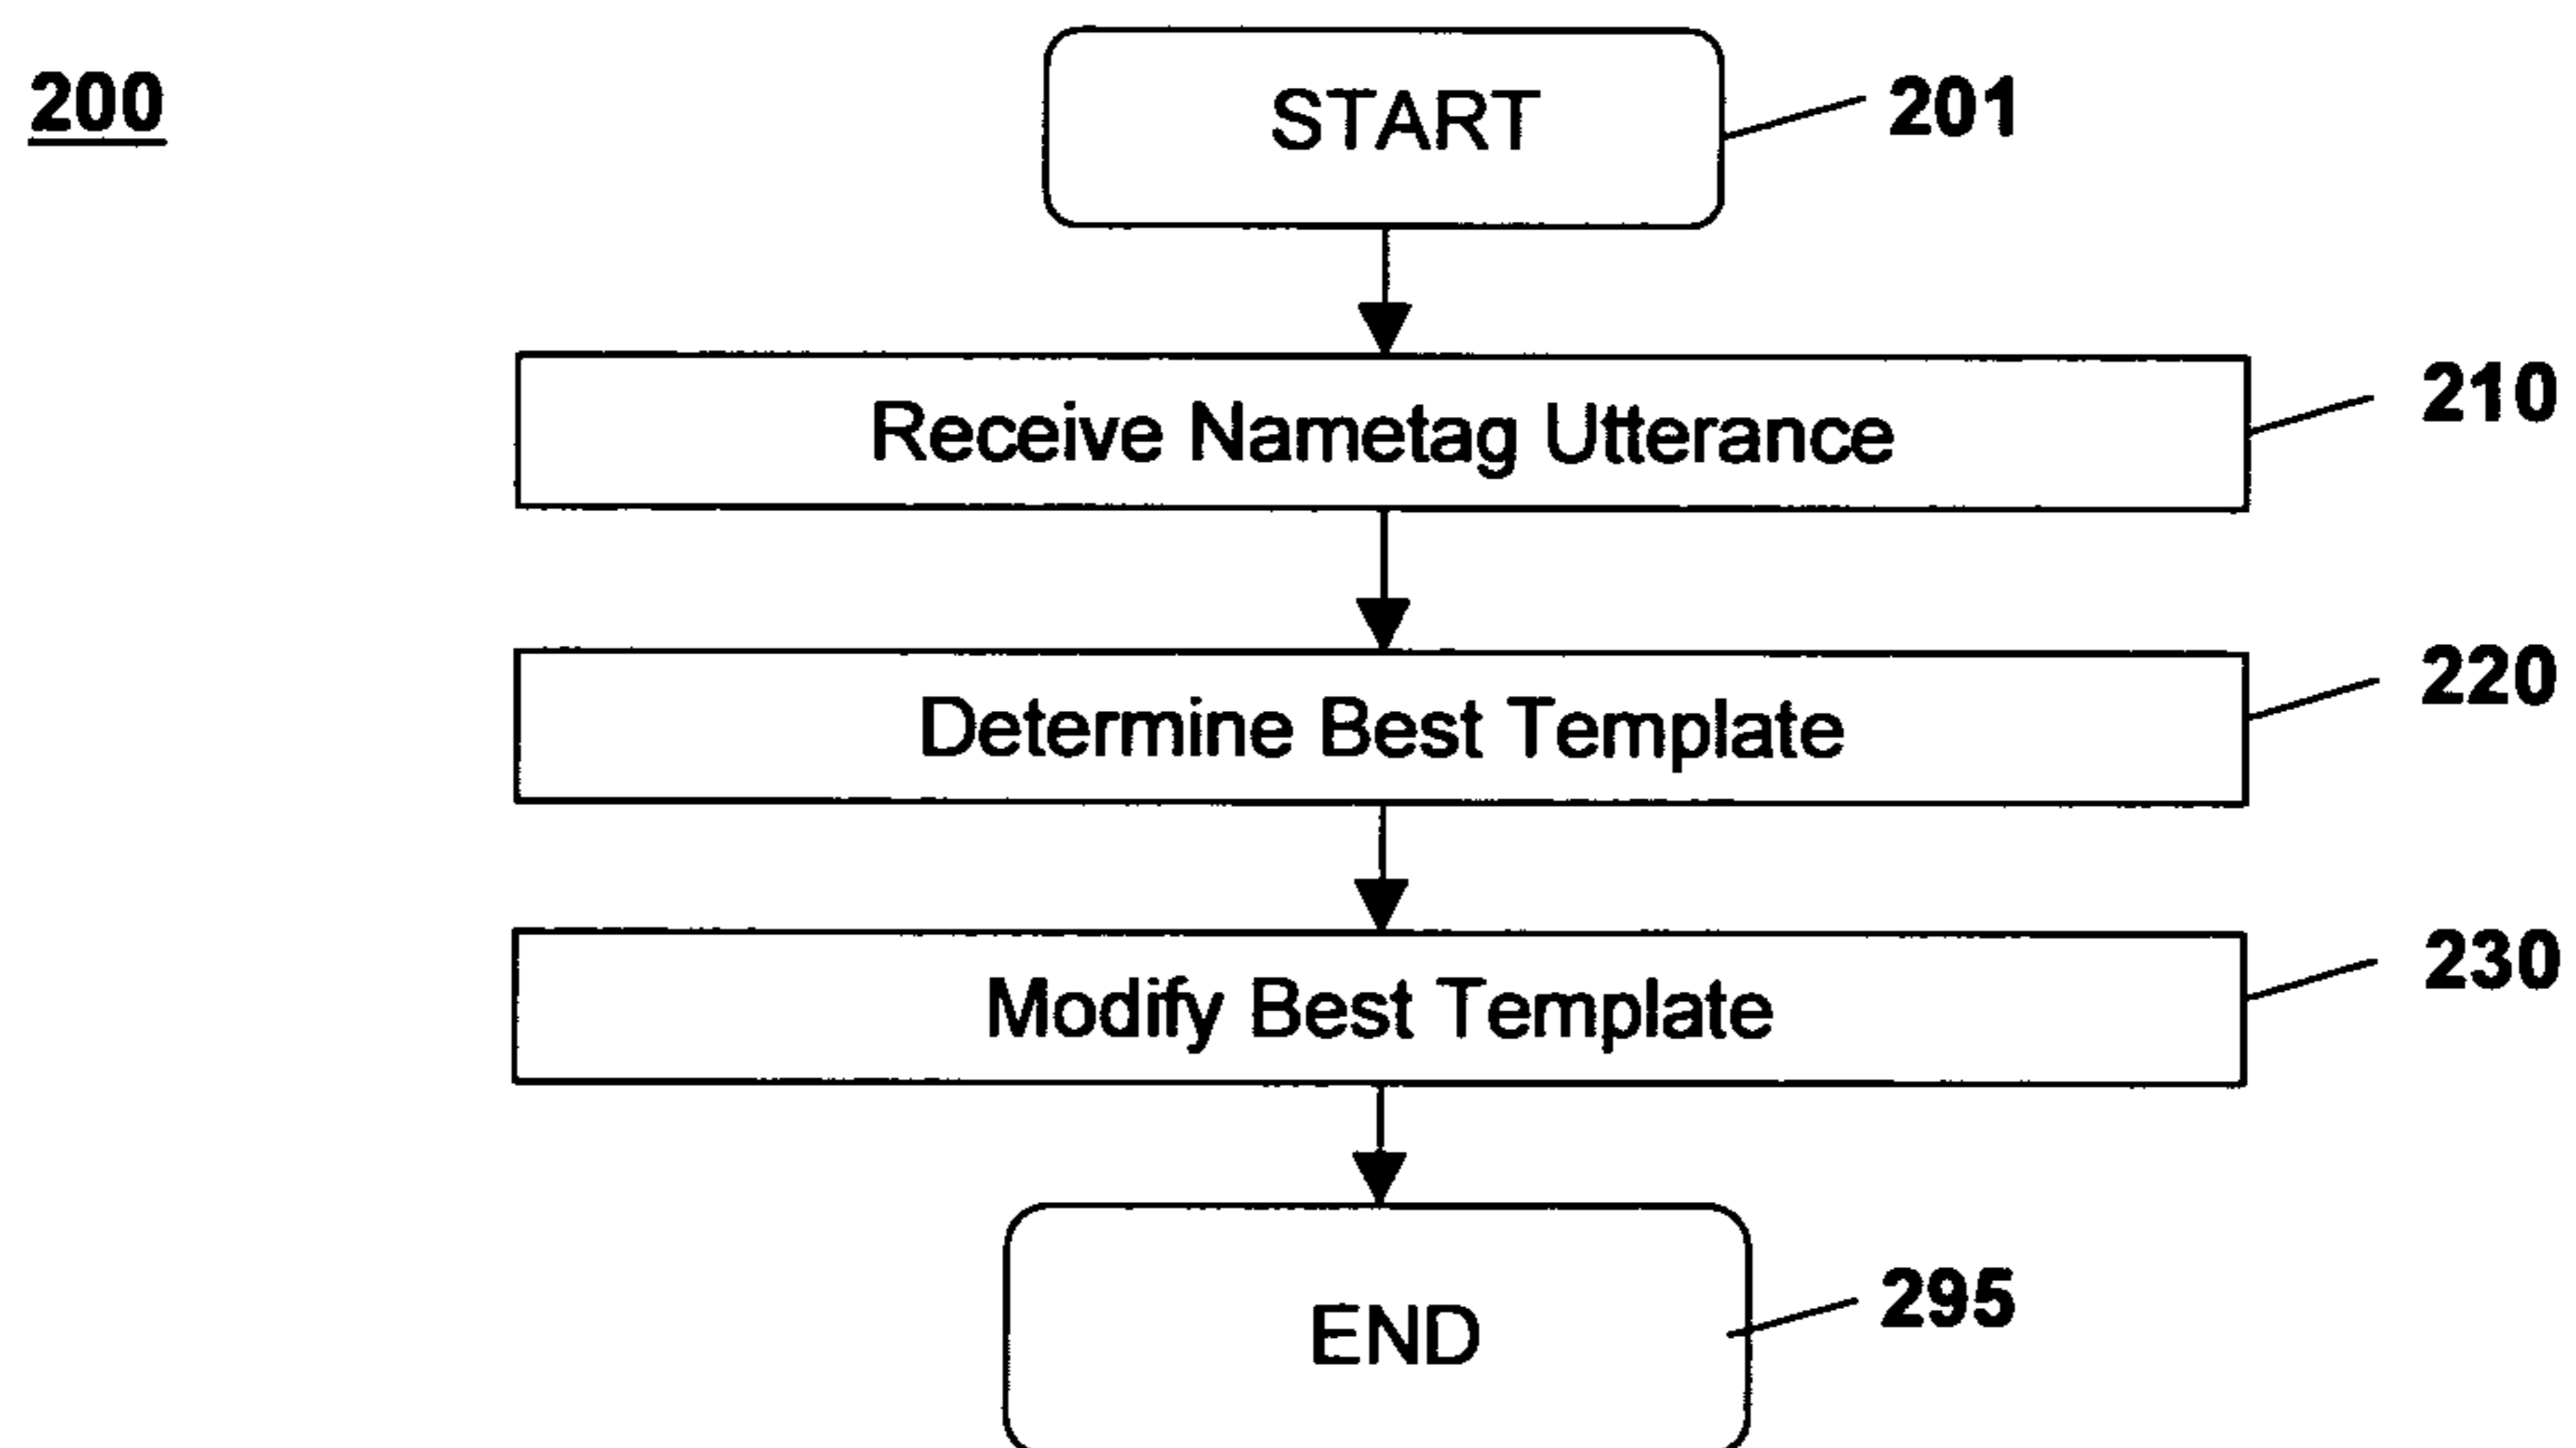 200
START
201
Receive Nametag Utterance
210
Determine Best Template
220
Modify Best Template
230
END
295